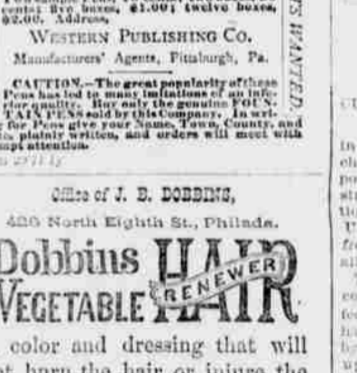 cents; five boxes, $1.00; twelve boxes,
$2.00. Address,
WESTERN PUBLISHING CO.
Manufacturers' Agents, Pittsburgh, Pa.
CAUTION.—The great popularity of these
Pens has led to many imitations of an infe-
rior quality. Buy only the genuine FOUN-
TAIN PENS sold by this Company. In wri-
for Pens give your Name, Town, County, and
plainly written, and orders will meet with
attention.
'S WANTED.
Office of J. B. DOBBINS,
426 North Eighth St., Philada.
Dobbins HAIR
VEGETABLE RENEWER
color and dressing that will
burn the hair or injure the